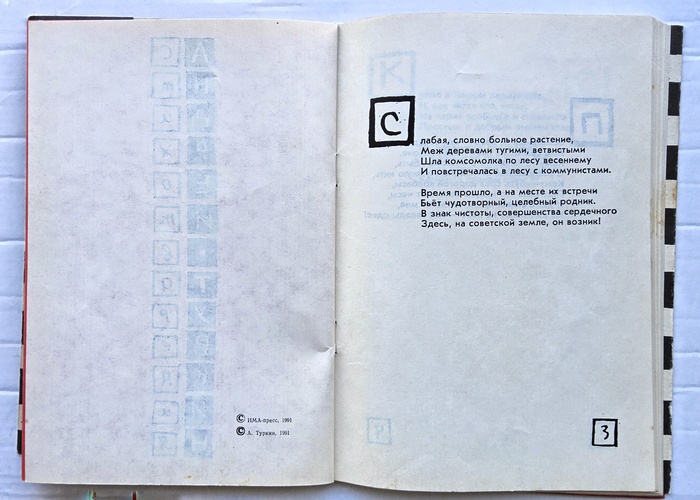 © ИМА-пресс, 1991
© А. Туркин, 1991
Слабая, словно больное растение,
Меж деревами тугими, ветвистыми
Шла комсомолка по лесу весеннему
И повстречалась в лесу с коммунистами.
Время прошло, а на месте их встречи
Бьёт чудотворный, целебный родник.
В знак чистоты, совершенства сердечного
Здесь, на советской земле, он возник!
3